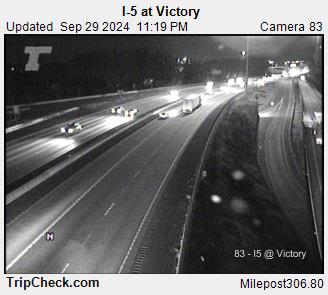 I-5 at Victory
Updated Sep 29 2024 11:19 PM Camera 83
T
N
83 - I5 @ Victory
TripCheck.com Milepost306.80